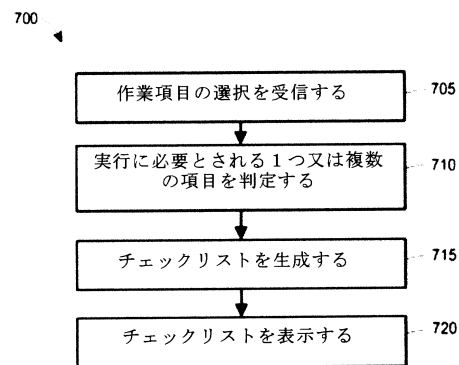 700
作業項目の選択を受信する
705
実行に必要とされる１つ又は複数
の項目を判定する
710
チェックリストを生成する
715
チェックリストを表示する
720